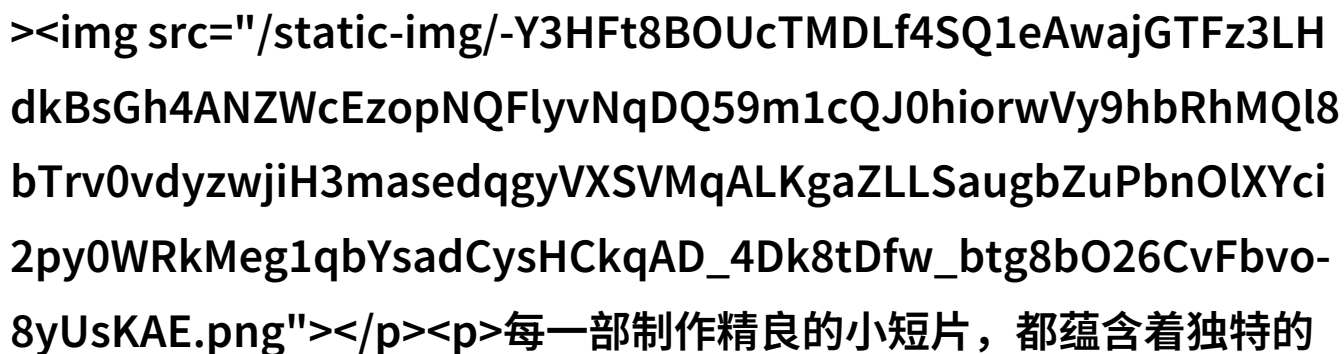 ><img src="/static-img/-Y3HFt8BOUcTMDLf4SQ1eAwajGTFz3LH
dkBsGh4ANZWcEzopNQFlyvNqDQ59m1cQJ0hiorwVy9hbRhMQl8
bTrv0vdyzwjiH3masedqgyVXSVMqALKgaZLLSaugbZuPbnOlXYci
2py0WRkMeg1qbYsadCysHCkqAD_4Dk8tDfw_btg8bO26CvFbvo-
8yUsKAE.png"></p><p>每一部制作精良的小短片，都蕴含着独特的